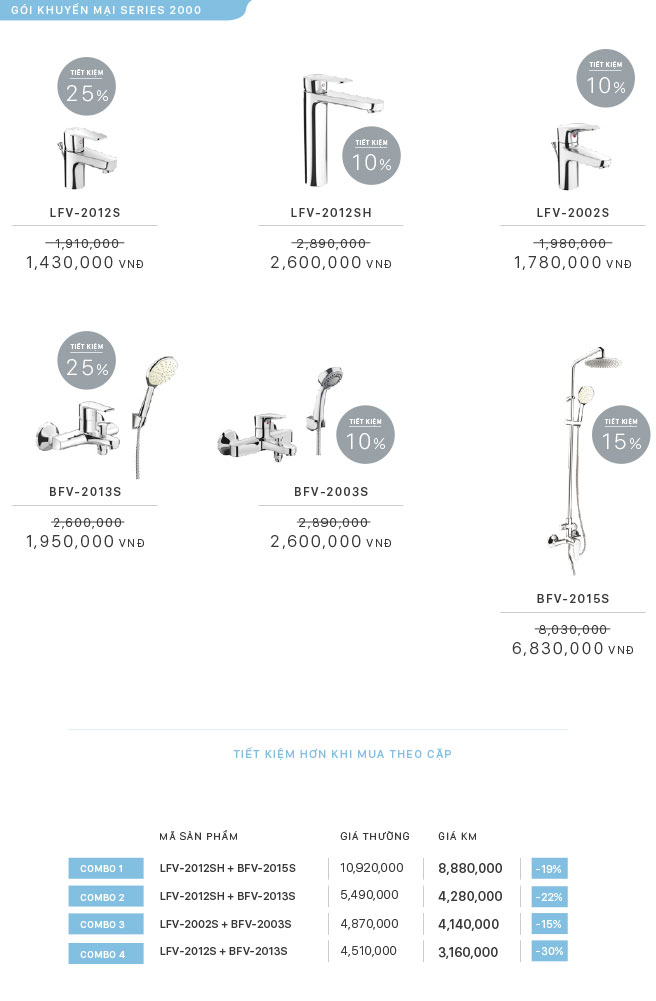 GÓI KHUYẾN MẠI SERIES 2000
TIẾT KIỆM
25%
LFV-2012S
1,910,000
1,430,000 VNĐ
TIẾT KIỆM
10%
LFV-2012SH
2,890,000
2,600,000 VNĐ
TIẾT KIỆM
10%
LFV-2002S
1,980,000
1,780,000 VNĐ
TIẾT KIỆM
25%
BFV-2013S
2,600,000
1,950,000 VNĐ
TIẾT KIỆM
10%
BFV-2003S
2,890,000
2,600,000 VNĐ
TIẾT KIỆM
15%
BFV-2015S
8,030,000
6,830,000 VNĐ
TIẾT KIỆM HƠN KHI MUA THEO CẶP
MÃ SẢN PHẨM GIÁ THƯỜNG GIÁ KM
COMBO 1 LFV-2012SH + BFV-2015S 10,920,000 8,880,000 -19%
COMBO 2 LFV-2012SH + BFV-2013S 5,490,000 4,280,000 -22%
COMBO 3 LFV-2002S + BFV-2003S 4,870,000 4,140,000 -15%
COMBO 4 LFV-2012S + BFV-2013S 4,510,000 3,160,000 -30%